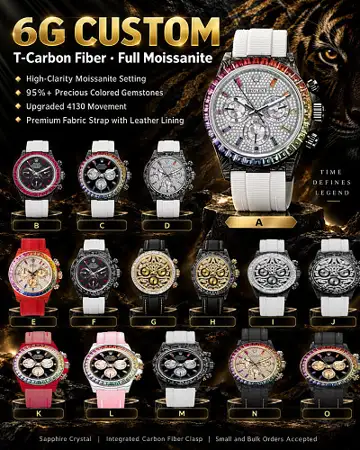 6G CUSTOM
T-Carbon Fiber · Full Moissanite
High-Clarity Moissanite Setting
95%+ Precious Colored Gemstones
Upgraded 4130 Movement
Premium Fabric Strap with Leather Lining
TIME
DEFINES
LEGEND
A
B
C
D
E
F
G
H
I
J
K
L
M
N
O
Sapphire Crystal | Integrated Carbon Fiber Clasp | Small and Bulk Orders Accepted